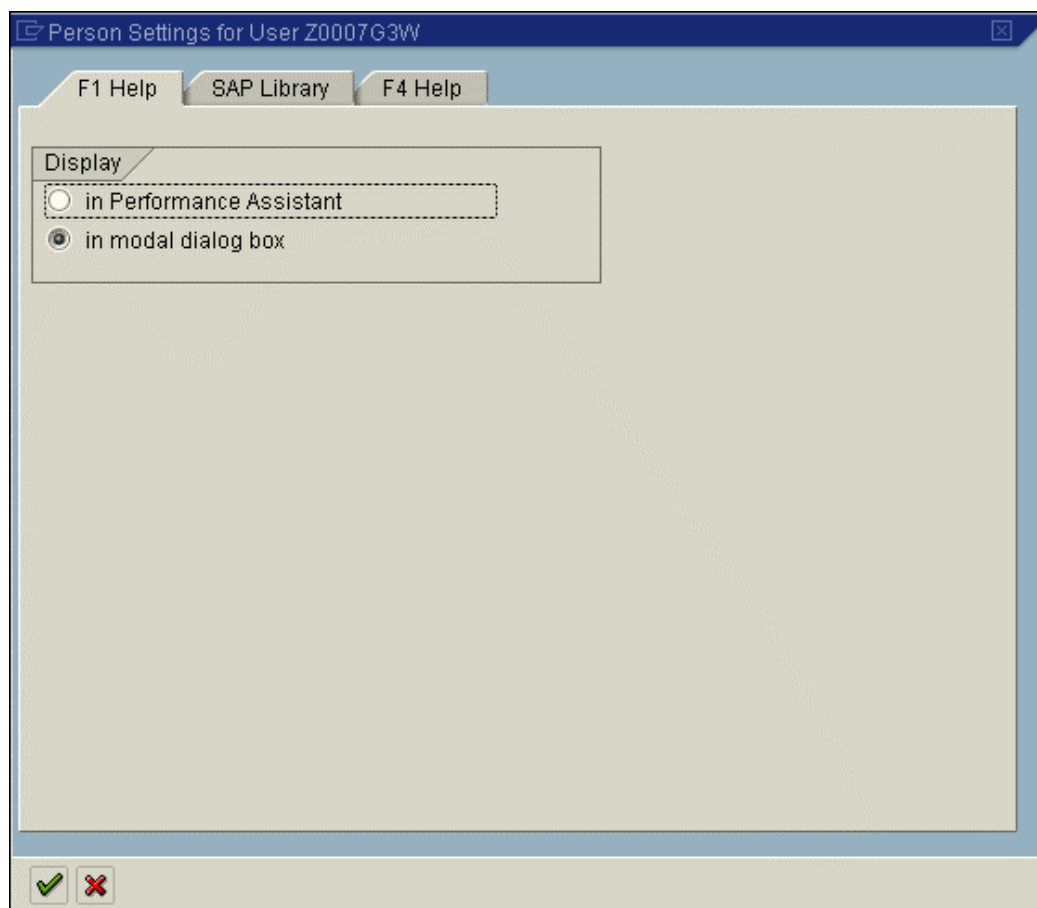 Person Settings for User Z0007G3W
F1 Help
SAP Library
F4 Help
Display
in Performance Assistant
in modal dialog box